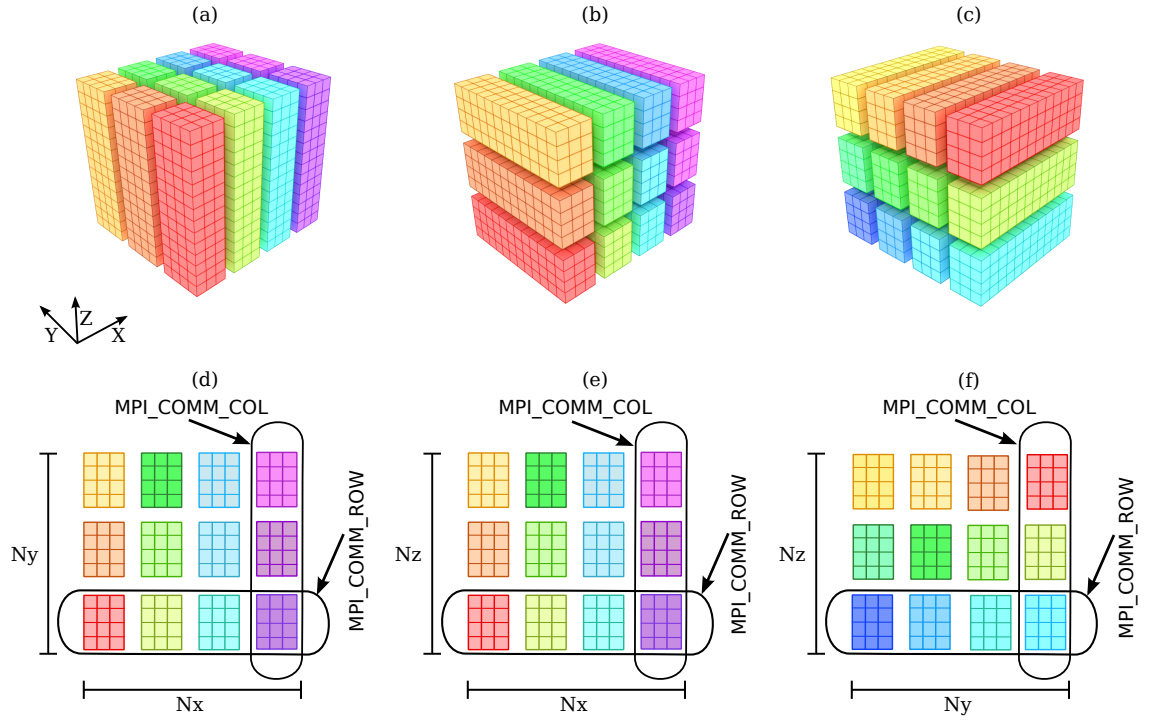 (a)
(b)
(c)
Y
Z
X
(d)
(e)
(f)
MPI_COMM_COL
MPI_COMM_COL
MPI_COMM_COL
MPI_COMM_ROW
MPI_COMM_ROW
MPI_COMM_ROW
Ny
Nz
Nz
Nx
Nx
Ny